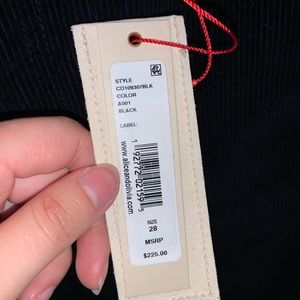 STYLE
CD109307BLK
COLOR
A001
BLACK
LABEL:
www.aliceandolivia.com
SIZE
28
MSRP
$225.00